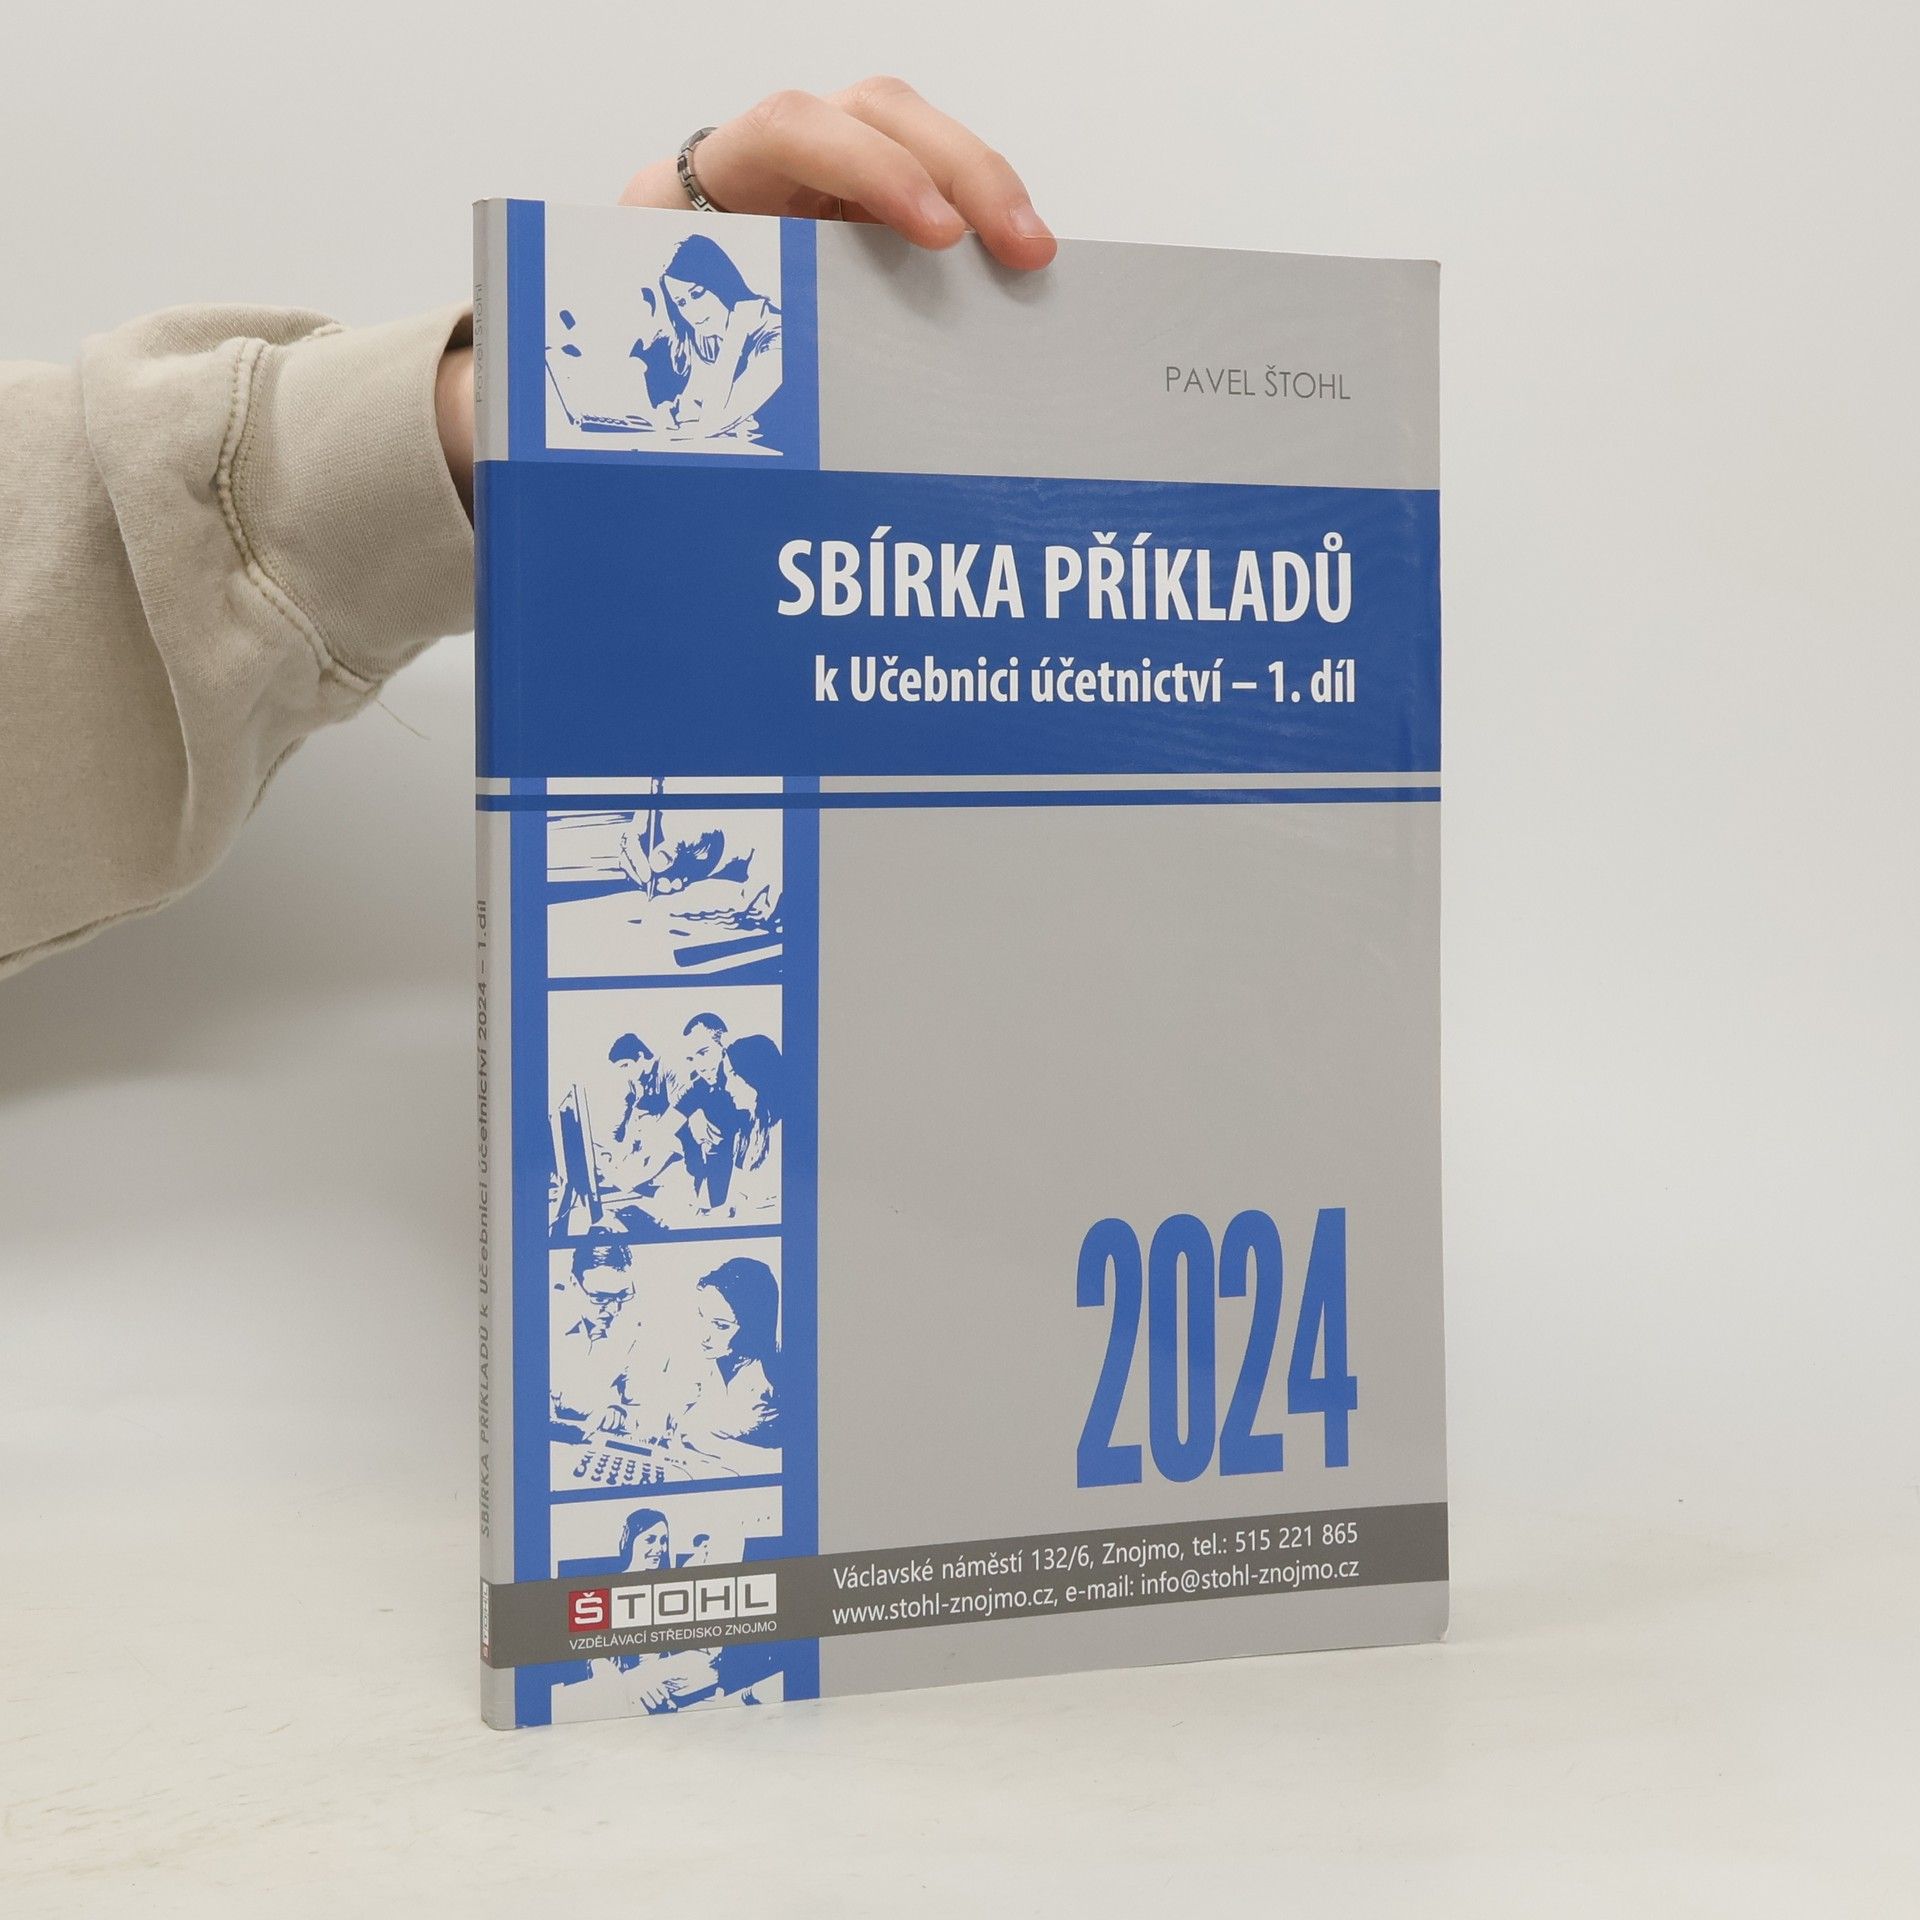 PAVEL ŠTOHL
SBÍRKA PŘÍKLADŮ
k Učebnici účetnictví – 1. díl
2024
ŠTOHL
VZDĚLÁVACÍ STŘEDISKO ZNOJMO
Václavské náměstí 132/6, Znojmo, tel.: 515 221 865
www.stohl-znojmo.cz, e-mail: info@stohl-znojmo.cz
Pavel Štohl
SBÍRKA PŘÍKLADŮ k Učebnici účetnictví 2024 – 1. díl
ŠTOHL